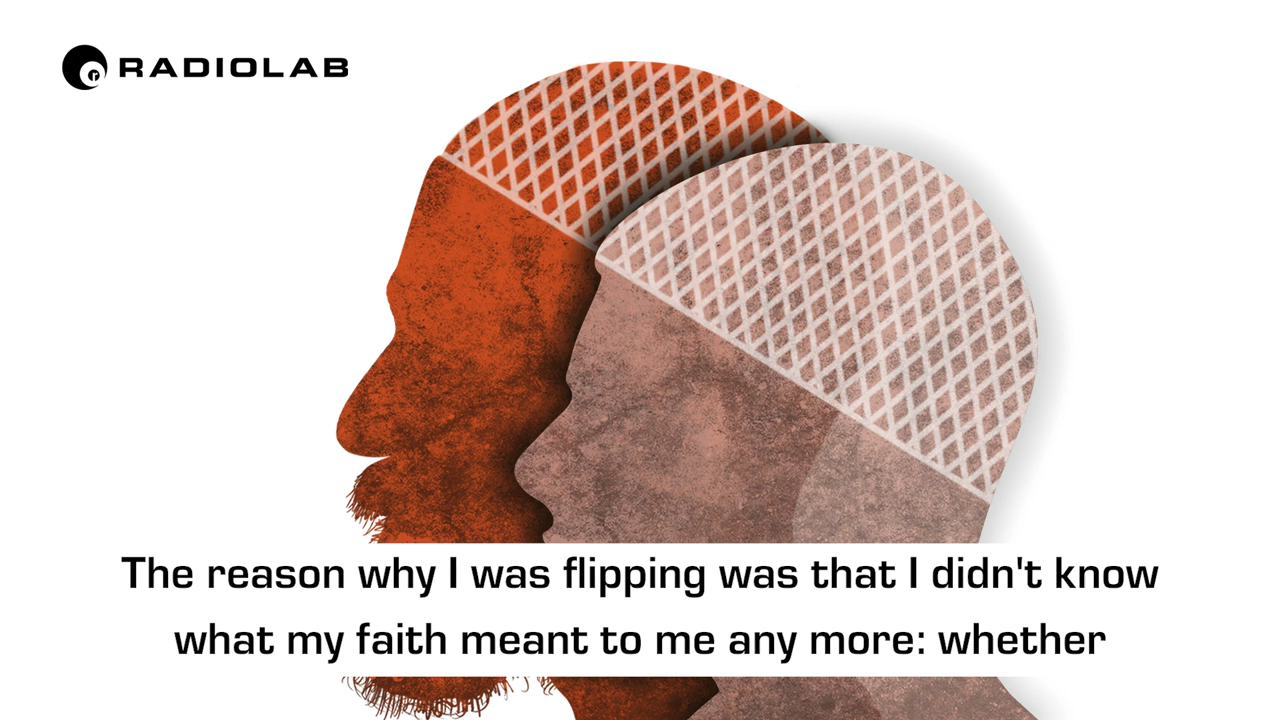 RADIOLAB
The reason why I was flipping was that I didn't know
what my faith meant to me any more: whether